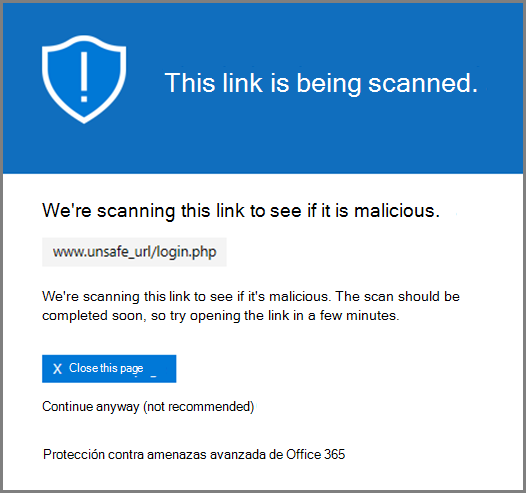 This link is being scanned.
We're scanning this link to see if it is malicious.
www.unsafe_url/login.php
We're scanning this link to see if it's malicious. The scan should be
completed soon, so try opening the link in a few minutes.
X Close this page
Continue anyway (not recommended)
Protección contra amenazas avanzada de Office 365